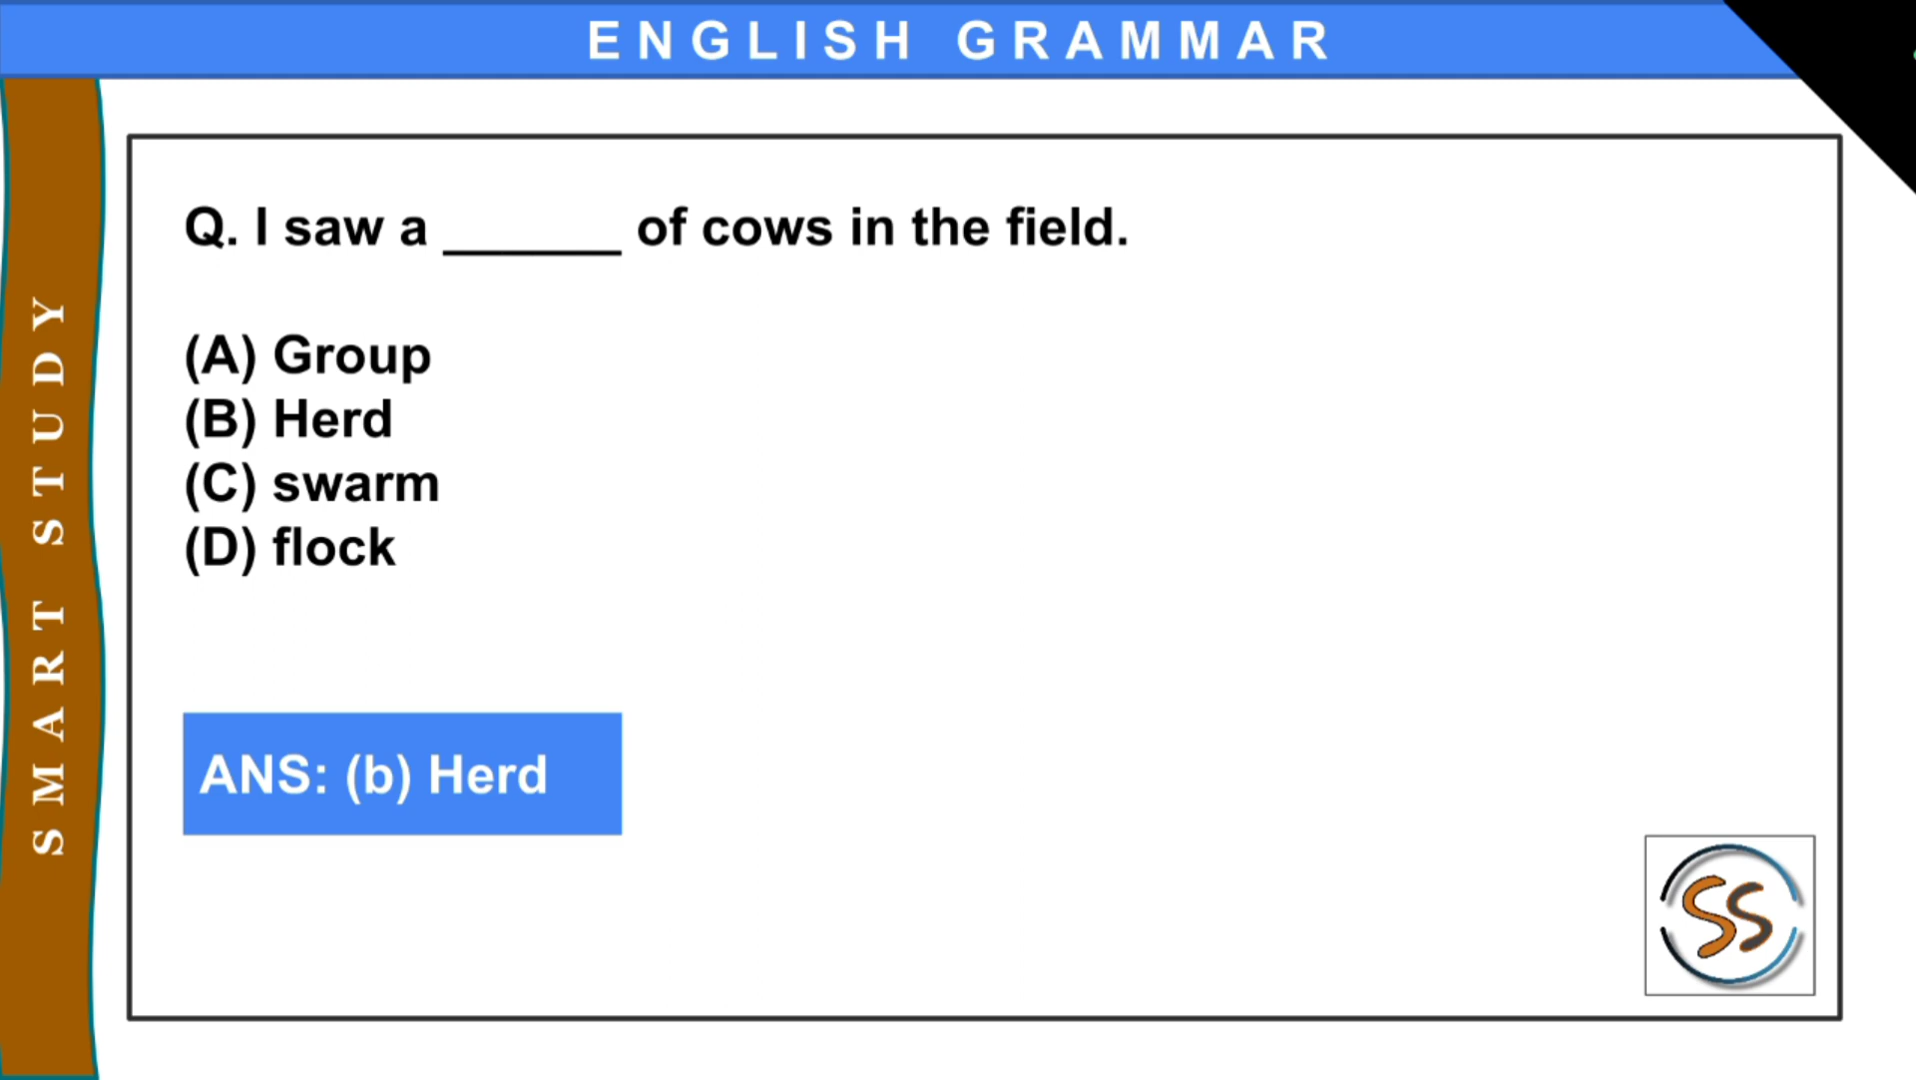 ENGLISH GRAMMAR
SMART STUDY
Q. I saw a ______ of cows in the field.
(A) Group
(B) Herd
(C) swarm
(D) flock
ANS: (b) Herd
SS